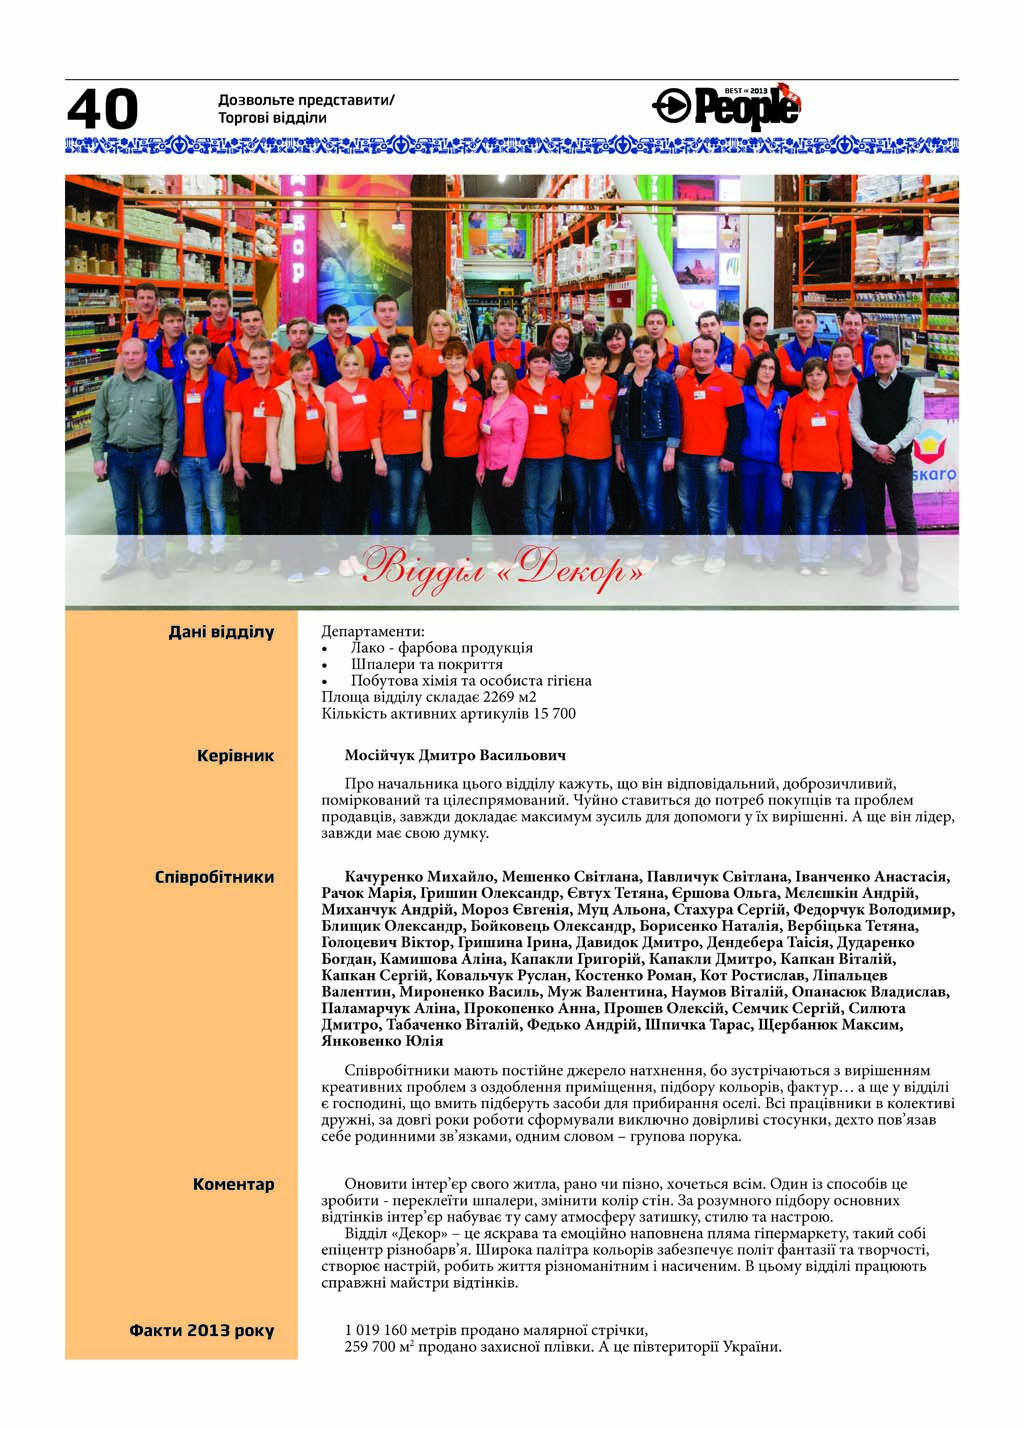 40
Дозвольте представити/
Торгові відділи
BEST OF 2013
People
Декор
skaro
Відділ «Декор»
Дані відділу
Департаменти:
• Лако - фарбова продукція
• Шпалери та покриття
• Побутова хімія та особиста гігієна
Площа відділу складає 2269 м2
Кількість активних артикулів 15 700
Керівник
Мосійчук Дмитро Васильович
Про начальника цього відділу кажуть, що він відповідальний, доброзичливий,
поміркований та цілеспрямований. Чуйно ставиться до потреб покупців та проблем
продавців, завжди докладає максимум зусиль для допомоги у їх вирішенні. А ще він лідер,
завжди має свою думку.
Співробітники
Качуренко Михайло, Мешенко Світлана, Павличук Світлана, Іванченко Анастасія,
Рачок Марія, Гришин Олександр, Євтух Тетяна, Єршова Ольга, Мєлєшкін Андрій,
Миханчук Андрій, Мороз Євгенія, Муц Альона, Стахура Сергій, Федорчук Володимир,
Блищик Олександр, Бойковець Олександр, Борисенко Наталія, Вербіцька Тетяна,
Голоцевич Віктор, Гришина Ірина, Давидок Дмитро, Дендебера Таісія, Дударенко
Богдан, Камишова Аліна, Капакли Григорій, Капакли Дмитро, Капкан Віталій,
Капкан Сергій, Ковальчук Руслан, Костенко Роман, Кот Ростислав, Ліпальцев
Валентин, Мироненко Василь, Муж Валентина, Наумов Віталій, Опанасюк Владислав,
Паламарчук Аліна, Прокопенко Анна, Прошев Олексій, Семчик Сергій, Силюта
Дмитро, Табаченко Віталій, Федько Андрій, Шпичка Тарас, Щербанюк Максим,
Янковенко Юлія
Співробітники мають постійне джерело натхнення, бо зустрічаються з вирішенням
креативних проблем з оздоблення приміщення, підбору кольорів, фактур… а ще у відділі
є господині, що вмить підберуть засоби для прибирання оселі. Всі працівники в колективі
дружні, за довгі роки роботи сформували виключно довірливі стосунки, дехто пов’язав
себе родинними зв’язками, одним словом – групова порука.
Коментар
Оновити інтер’єр свого житла, рано чи пізно, хочеться всім. Один із способів це
зробити - переклеїти шпалери, змінити колір стін. За розумного підбору основних
відтінків інтер’єр набуває ту саму атмосферу затишку, стилю та настрою.
Відділ «Декор» – це яскрава та емоційно наповнена пляма гіпермаркету, такий собі
епіцентр різнобарв’я. Широка палітра кольорів забезпечує політ фантазії та творчості,
створює настрій, робить життя різноманітним і насиченим. В цьому відділі працюють
справжні майстри відтінків.
Факти 2013 року
1 019 160 метрів продано малярної стрічки,
259 700 м² продано захисної плівки. А це півтериторії України.